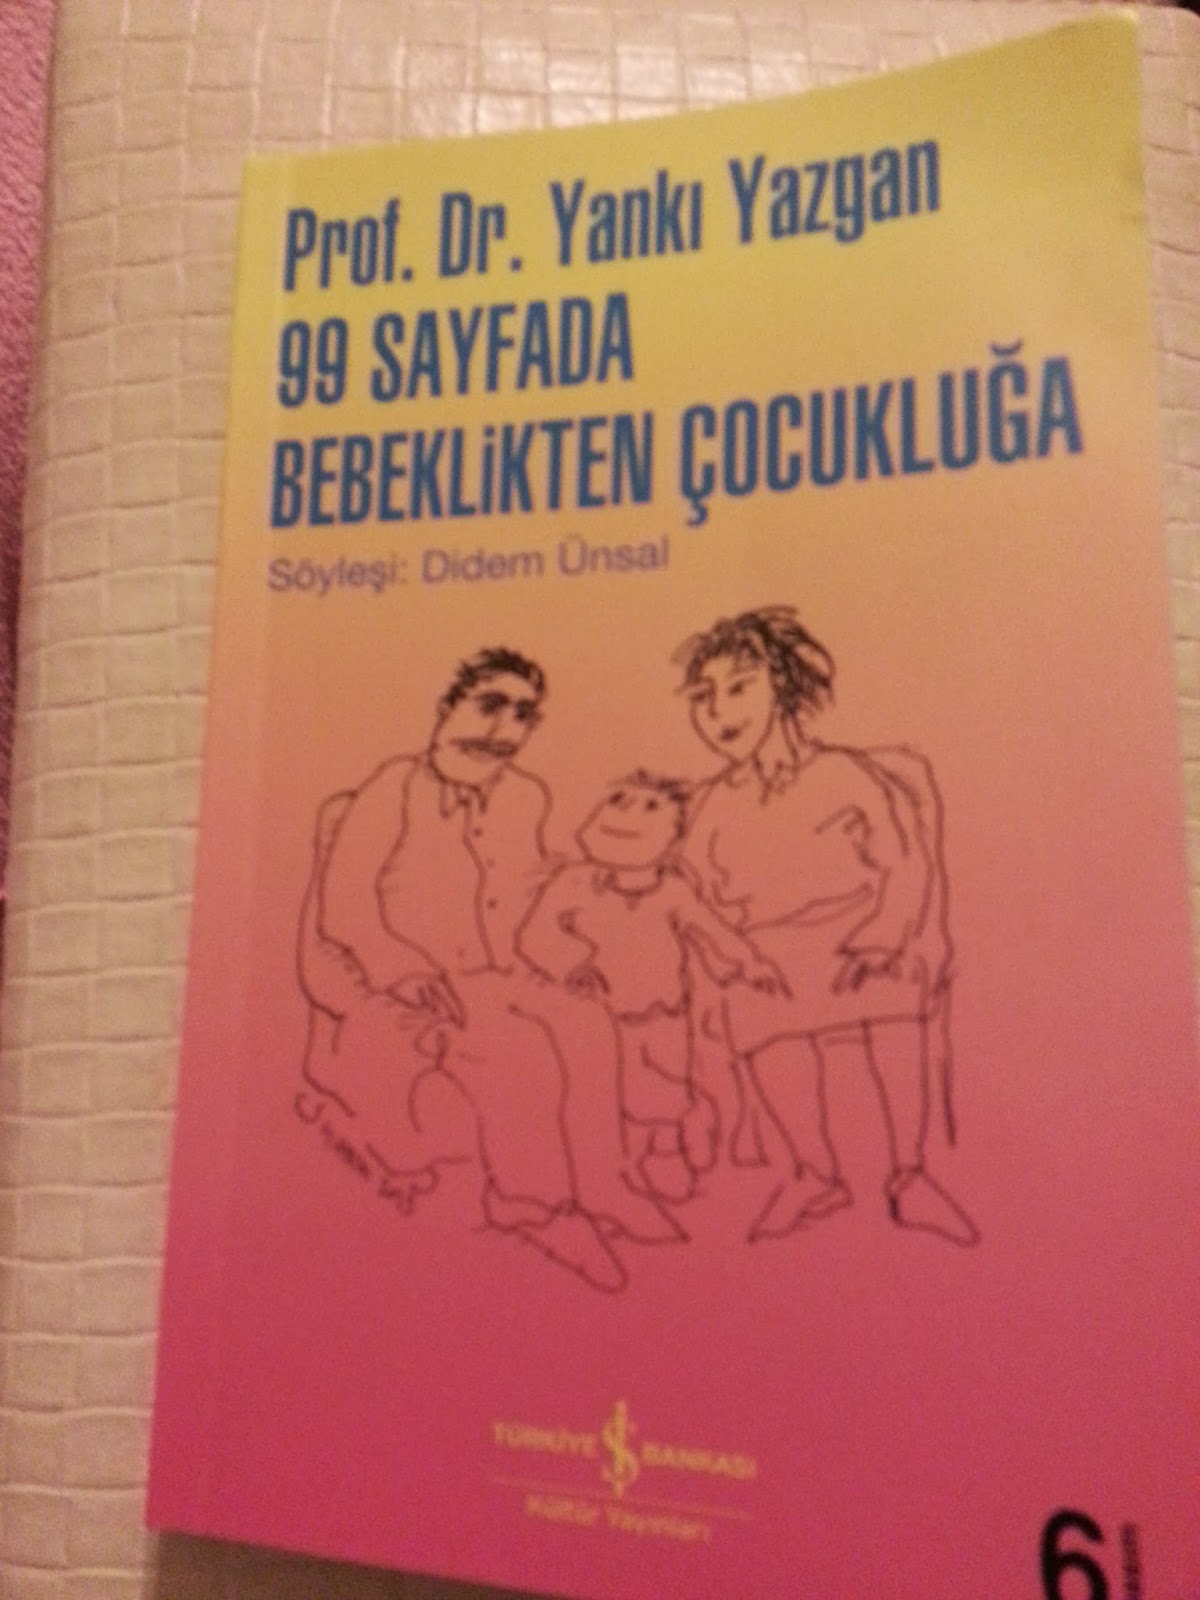 Prof. Dr. Yankı Yazgan
99 SAYFADA
BEBEKLİKTEN ÇOCUKLUĞA
Söyleşi: Didem Ünsal
TÜRKİYE İŞ BANKASI
Kültür Yayınları
6